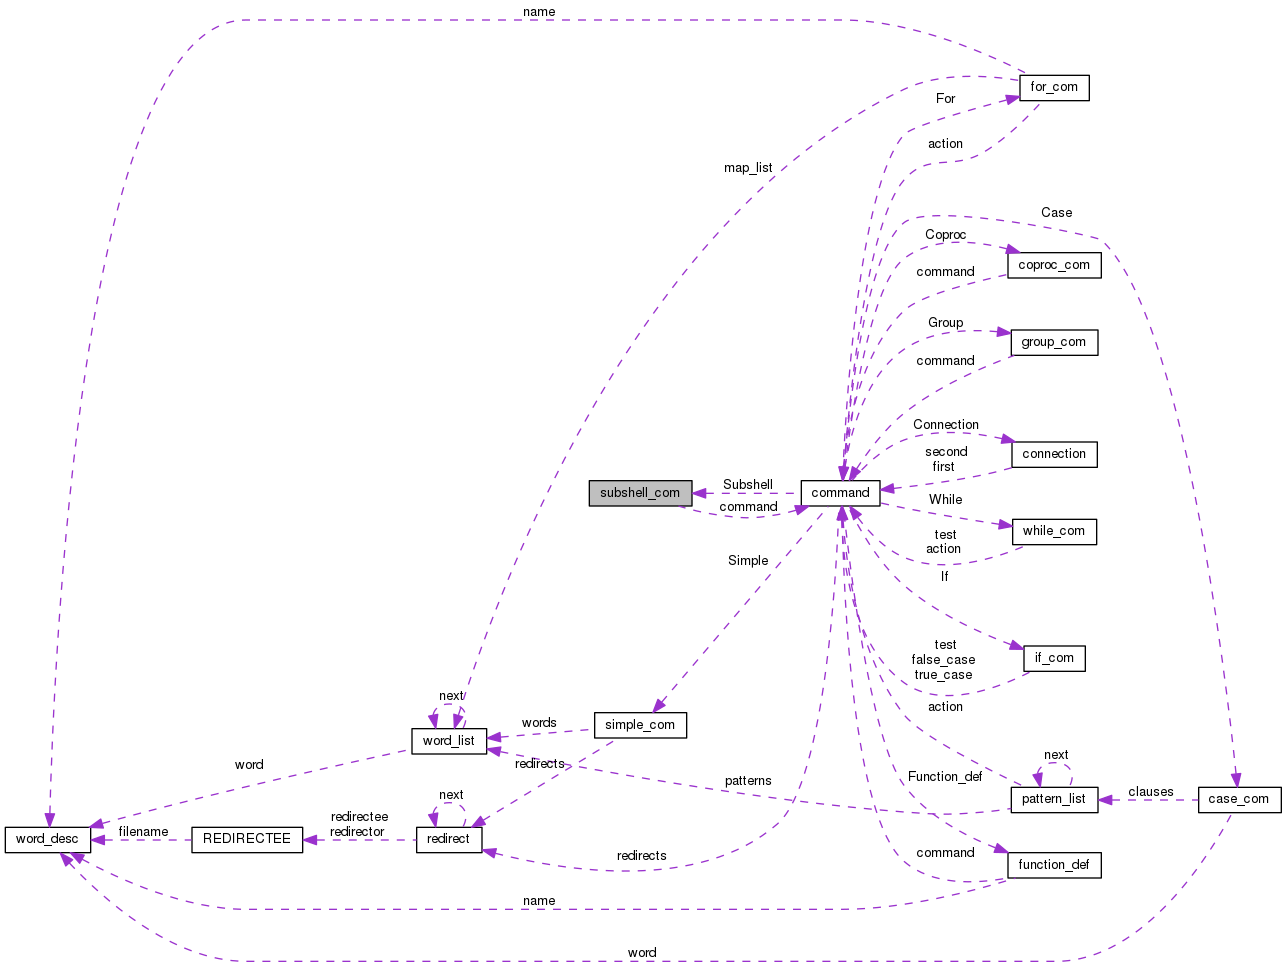 name
for_com
For
map_list
action
Case
Coproc
coproc_com
command
Group
group_com
command
Connection
connection
second
first
Subshell
subshell_com
command
command
While
while_com
test
action
Simple
If
test
false_case
true_case
if_com
next
action
words
simple_com
word_list
redirects
next
word
patterns
Function_def
clauses
pattern_list
case_com
next
redirectee
redirector
filename
word_desc
REDIRECTEE
redirect
redirects
command
function_def
name
word